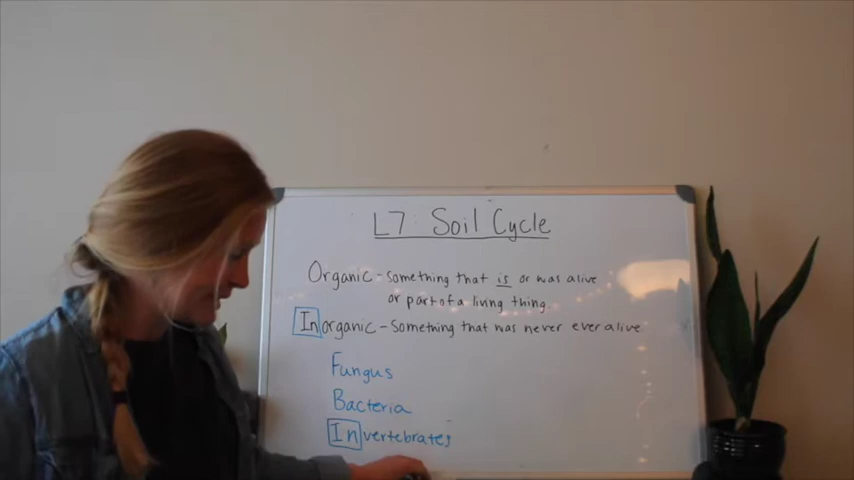 L7: Soil Cycle
Organic - Something that is or was alive
or part of a living thing
Inorganic - Something that was never ever alive
Fungus
Bacteria
Invertebrates